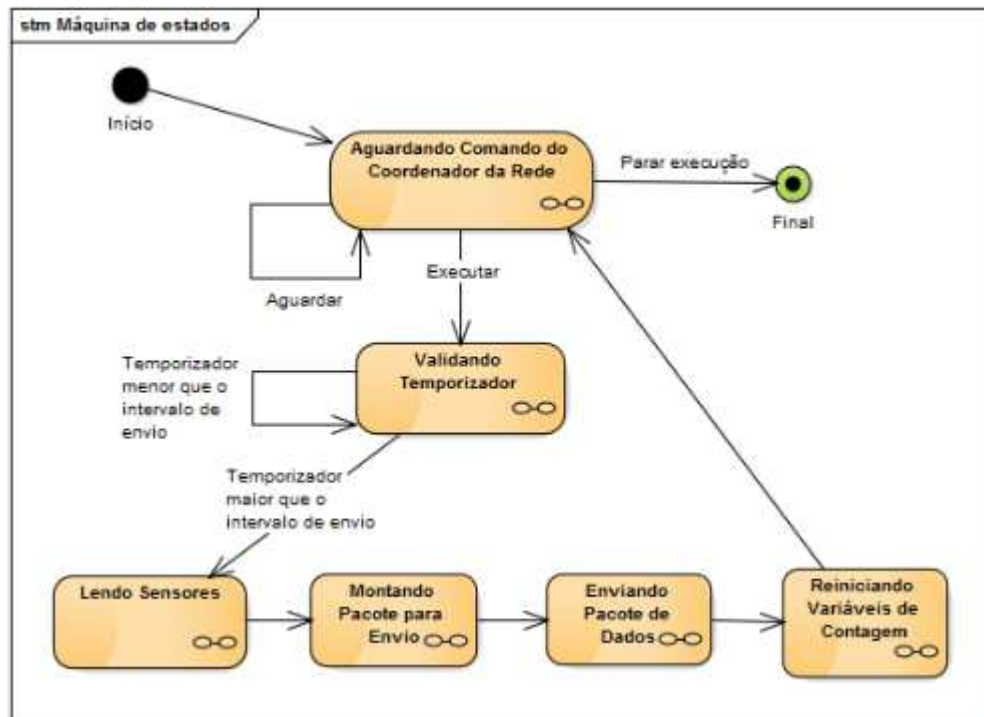 stm Máquina de estados
Início
Aguardando Comando do
Coordenador da Rede
Parar execução
Final
Aguardar
Executar
Validando
Temporizador
Temporizador
menor que o
intervalo de
envio
Temporizador
maior que o
intervalo de envio
Lendo Sensores
Montando
Pacote para
Envio
Enviando
Pacote de
Dados
Reiniciando
Variáveis de
Contagem